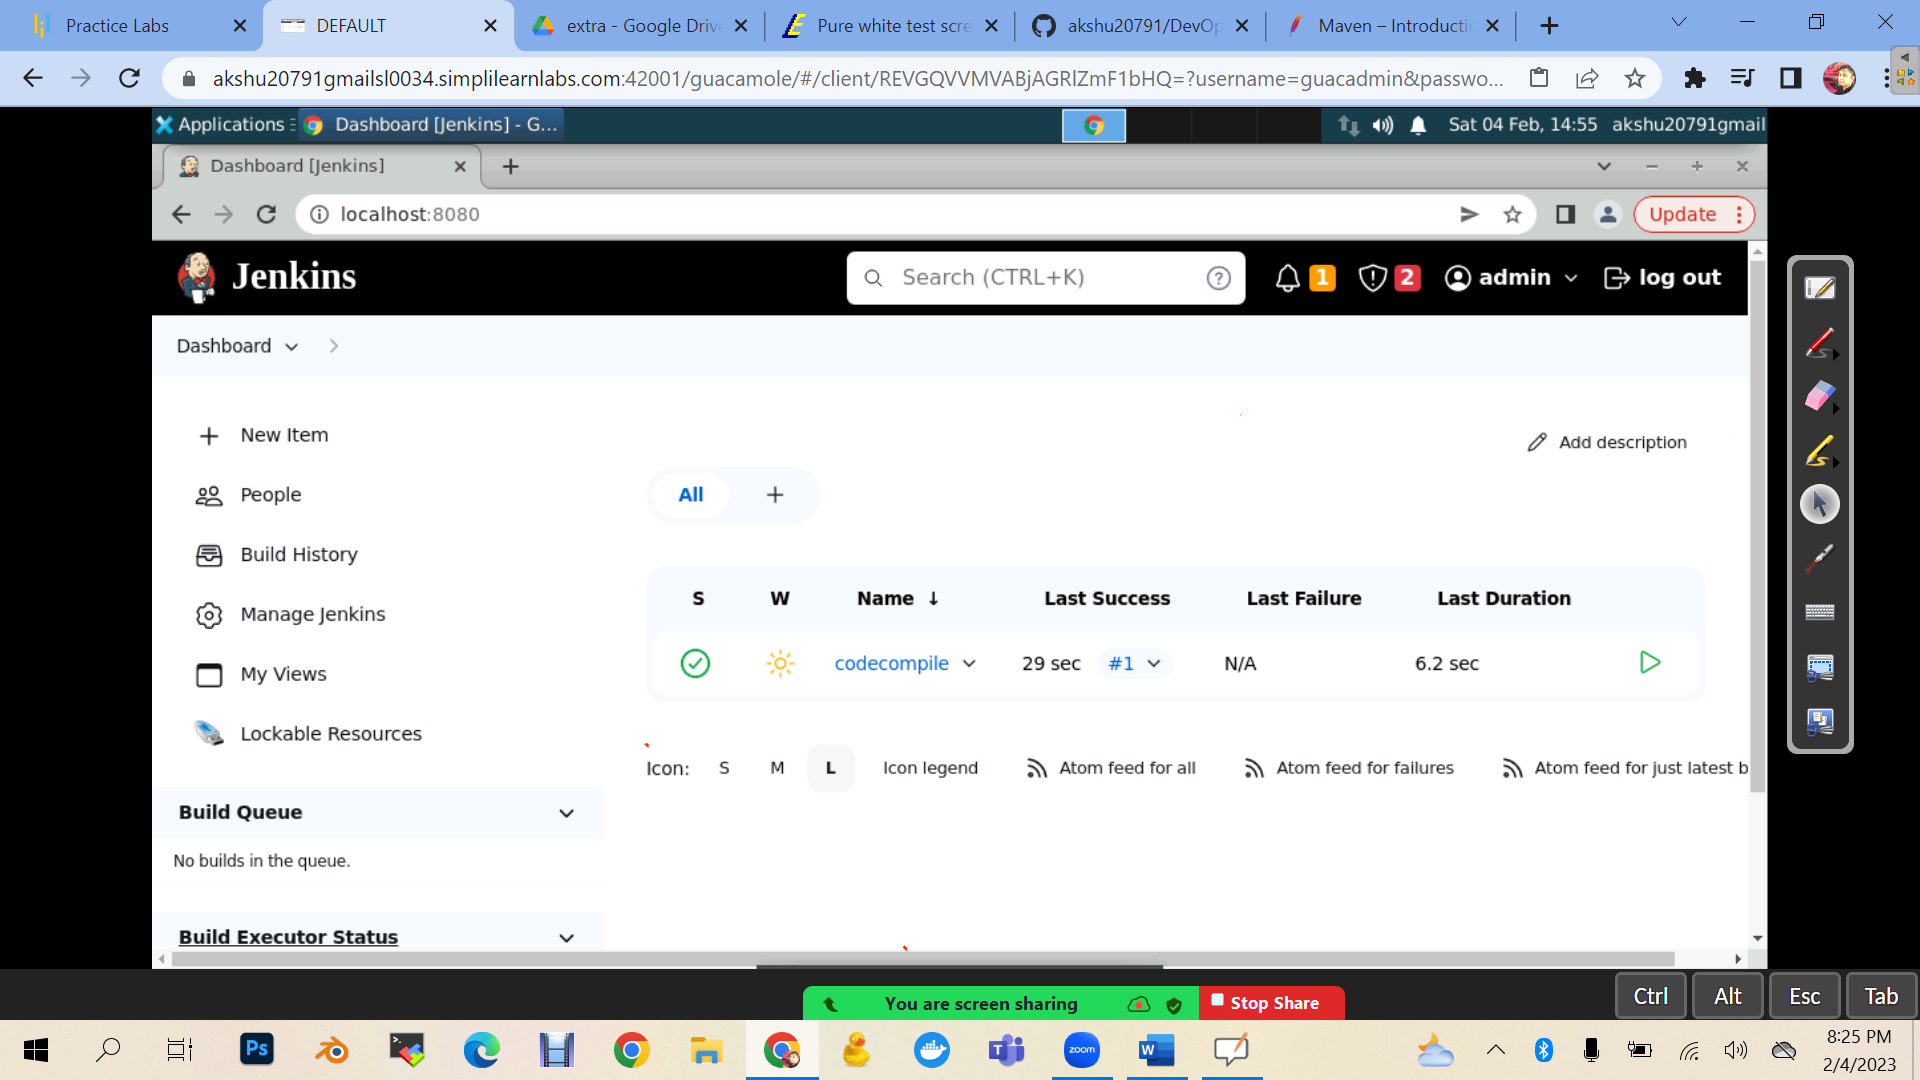 Practice Labs
DEFAULT
extra - Google Drive
Pure white test scre
akshu20791/DevOp
Maven – Introductio
akshu20791gmailsl0034.simplilearnlabs.com:42001/guacamole/#/client/REVGQVVMVABjAGRlZmF1bHQ=?username=guacadmin&passwo...
Applications
Dashboard [Jenkins] - G...
Sat 04 Feb, 14:55
akshu20791gmail
Dashboard [Jenkins]
localhost:8080
Update
Jenkins
Search (CTRL+K)
1
2
admin
log out
Dashboard
New Item
People
Build History
Manage Jenkins
My Views
Lockable Resources
Build Queue
No builds in the queue.
Build Executor Status
Add description
All
S W Name ↓ Last Success Last Failure Last Duration
codecompile 29 sec #1 N/A 6.2 sec
Icon: S M L Icon legend Atom feed for all Atom feed for failures Atom feed for just latest b
Ctrl Alt Esc Tab
You are screen sharing
Stop Share
Ps
T
zoom
W
8:25 PM
2/4/2023